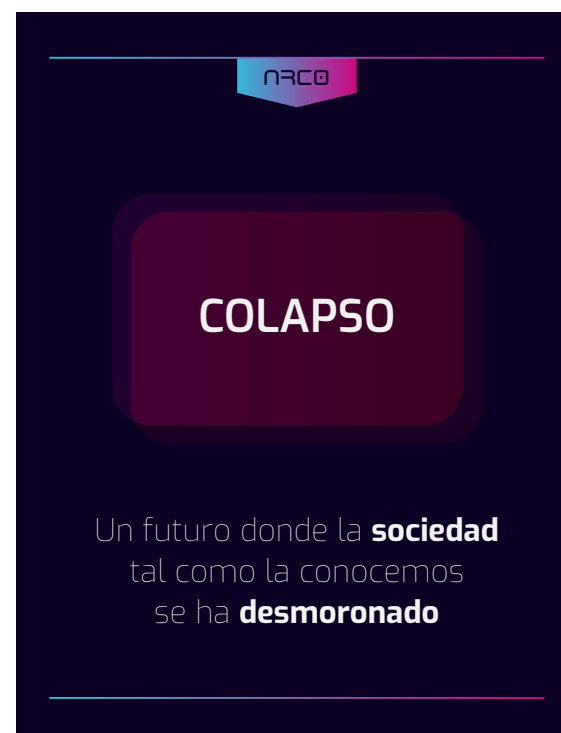 ARCO
COLAPSO
Un futuro donde la sociedad
tal como la conocemos
se ha desmoronado